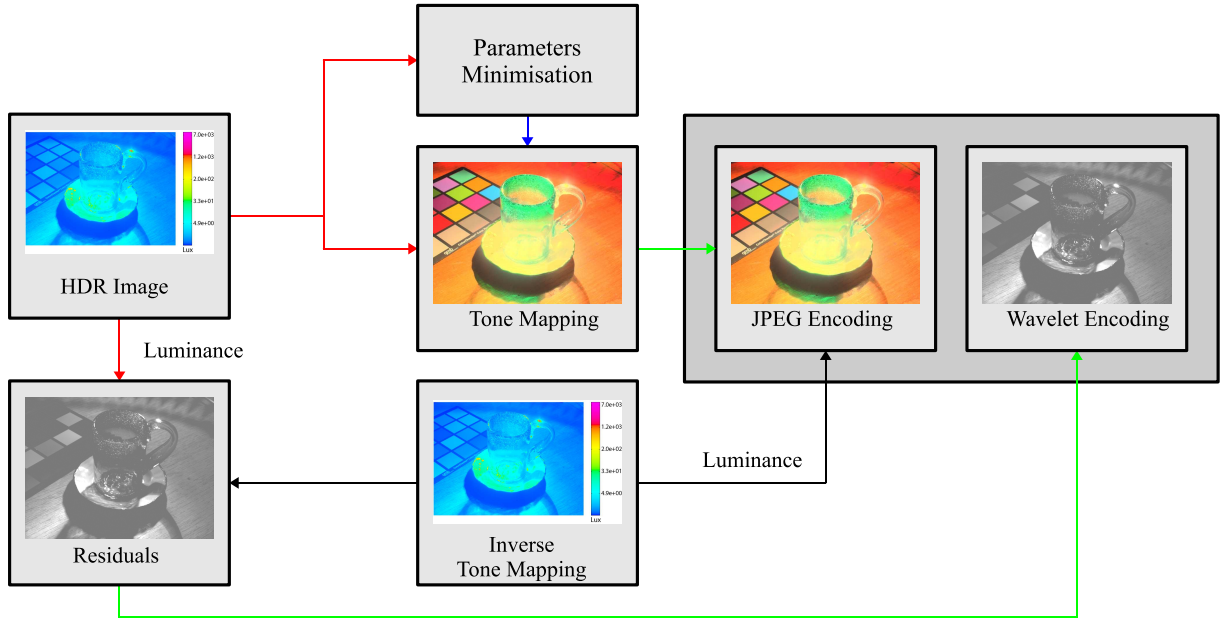 Parameters
Minimisation
7.0e+03
1.2e+03
2.0e+02
3.3e+01
4.9e+00
Lux
HDR Image
Tone Mapping
JPEG Encoding
Wavelet Encoding
Luminance
Residuals
7.0e+03
1.2e+03
2.0e+02
3.3e+01
4.9e+00
Lux
Inverse
Tone Mapping
Luminance